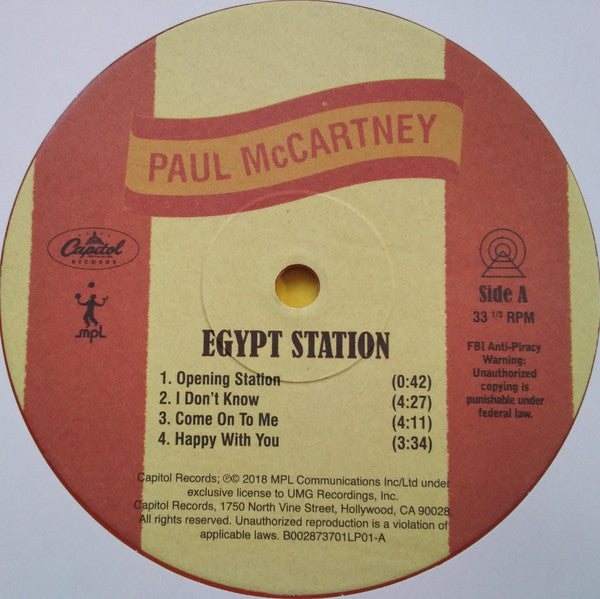 PAUL McCARTNEY
Capitol
RECORDS
mpl
Side A
33 1/3 RPM
FBI Anti-Piracy
Warning:
Unauthorized
copying is
punishable under
federal law.
EGYPT STATION
1. Opening Station (0:42)
2. I Don't Know (4:27)
3. Come On To Me (4:11)
4. Happy With You (3:34)
Capitol Records; ℗© 2018 MPL Communications Inc/Ltd under
exclusive license to UMG Recordings, Inc.
Capitol Records, 1750 North Vine Street, Hollywood, CA 90028.
All rights reserved. Unauthorized reproduction is a violation of
applicable laws. B002873701LP01-A